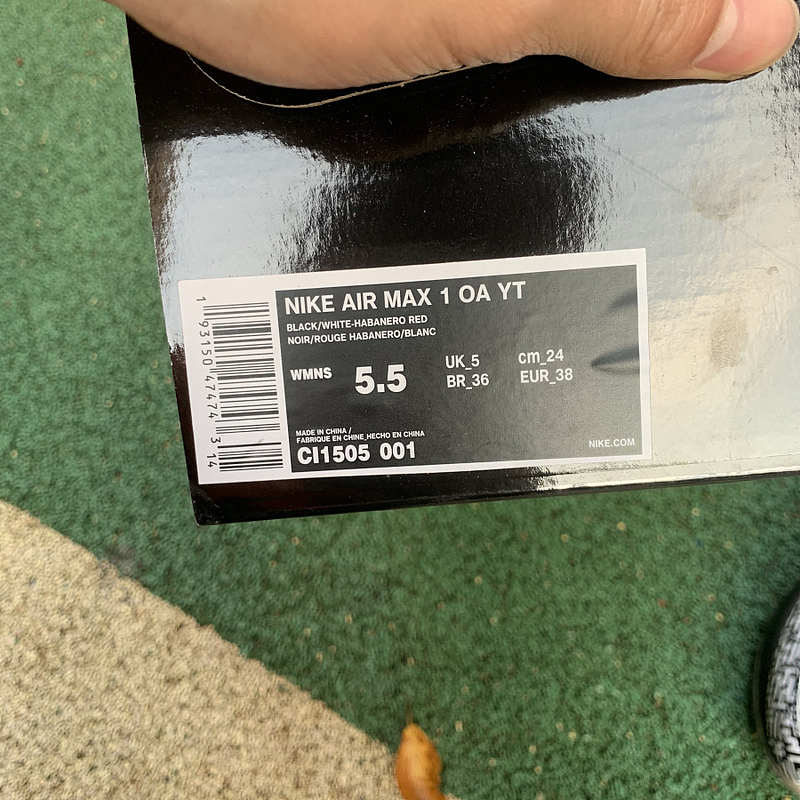 NIKE AIR MAX 1 OA YT
BLACK/WHITE-HABANERO RED
NOIR/ROUGE HABANERO/BLANC
WMNS 5.5
UK_5 cm_24
BR_36 EUR_38
MADE IN CHINA /
FABRIQUE EN CHINE_HECHO EN CHINA
CI1505 001
NIKE.COM
1 93150 47474 3 14